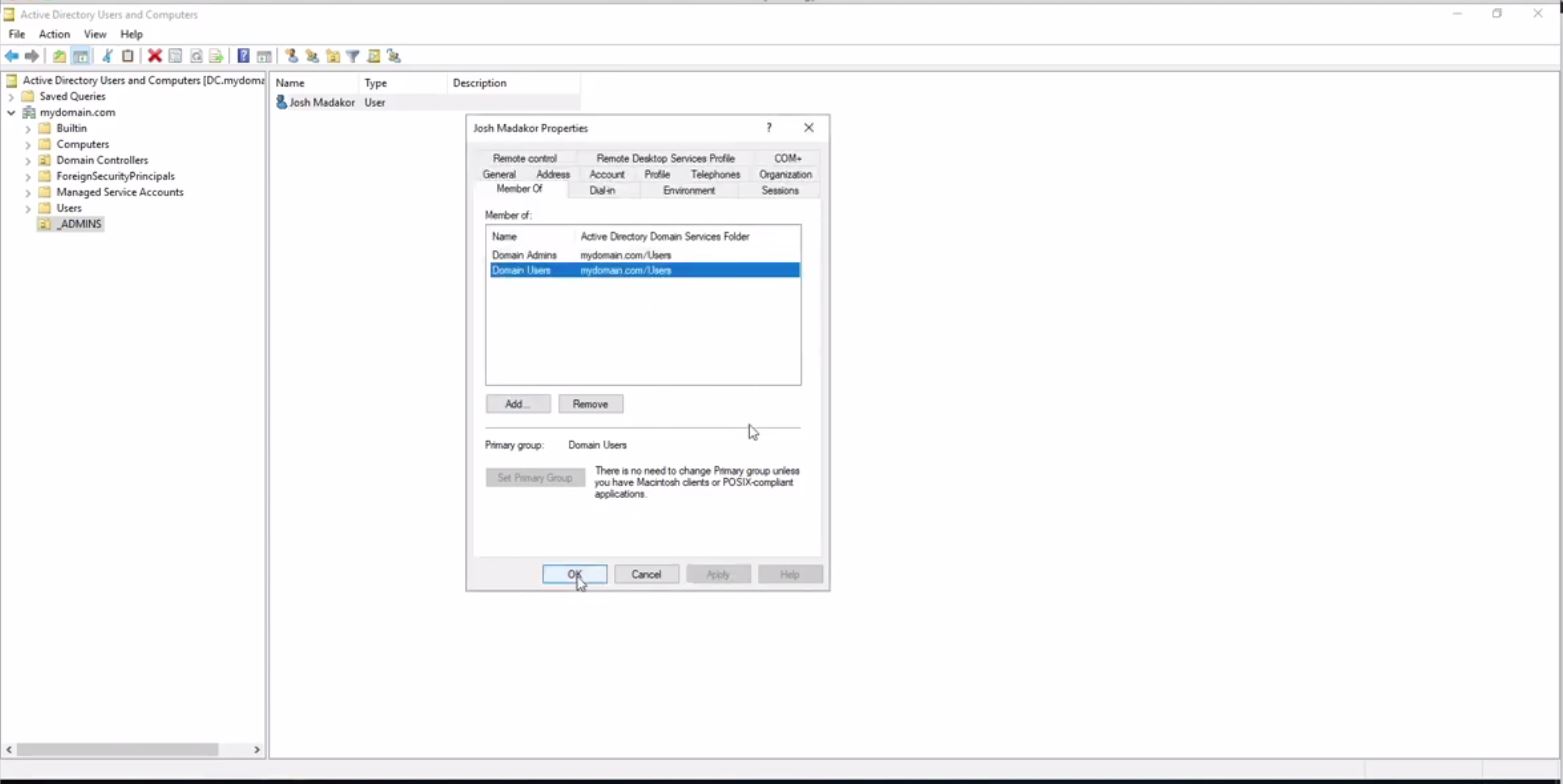 Active Directory Users and Computers
File Action View Help
Active Directory Users and Computers [DC.mydoma
Saved Queries
mydomain.com
Builtin
Computers
Domain Controllers
ForeignSecurityPrincipals
Managed Service Accounts
Users
_ADMINS
Name Type Description
Josh Madakor User
Josh Madakor Properties ?
Remote control Remote Desktop Services Profile COM+
General Address Account Profile Telephones Organization
Member Of Dial-in Environment Sessions
Member of:
Name Active Directory Domain Services Folder
Domain Admins mydomain.com/Users
Domain Users mydomain.com/Users
Add... Remove
Primary group: Domain Users
Set Primary Group
There is no need to change Primary group unless
you have Macintosh clients or POSIX-compliant
applications.
OK Cancel Apply Help